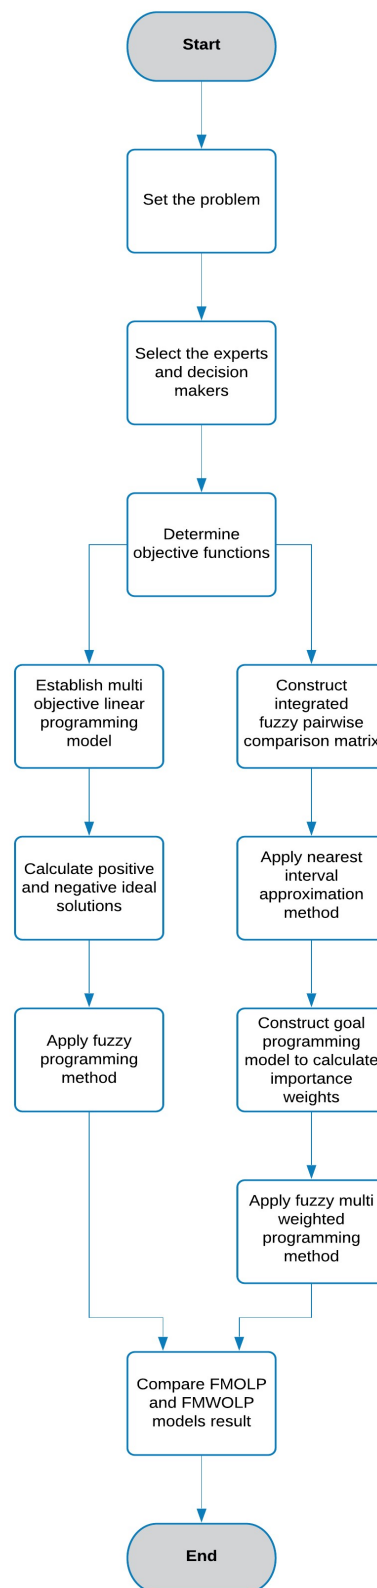 Start
Set the problem
Select the experts
and decision
makers
Determine
objective functions
Establish multi
objective linear
programming
model
Construct
integrated
fuzzy pairwise
comparison matrix
Calculate positive
and negative ideal
solutions
Apply nearest
interval
approximation
method
Apply fuzzy
programming
method
Construct goal
programming
model to calculate
importance
weights
Apply fuzzy multi
weighted
programming
method
Compare FMOLP
and FMWOLP
models result
End